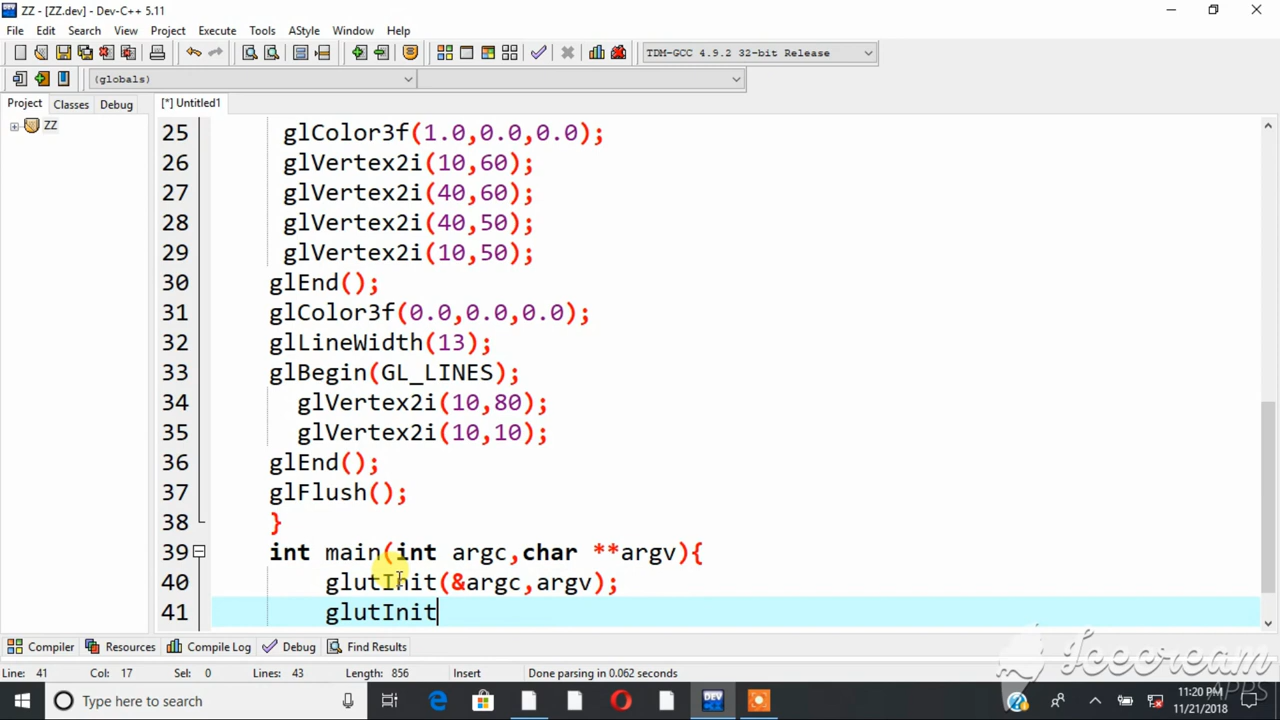 ZZ - [ZZ.dev] - Dev-C++ 5.11
File Edit Search View Project Execute Tools AStyle Window Help
TDM-GCC 4.9.2 32-bit Release
(globals)
Project Classes Debug [*] Untitled1
ZZ
25 glColor3f(1.0,0.0,0.0);
26 glVertex2i(10,60);
27 glVertex2i(40,60);
28 glVertex2i(40,50);
29 glVertex2i(10,50);
30 glEnd();
31 glColor3f(0.0,0.0,0.0);
32 glLineWidth(13);
33 glBegin(GL_LINES);
34 glVertex2i(10,80);
35 glVertex2i(10,10);
36 glEnd();
37 glFlush();
38 }
39 int main(int argc,char **argv){
40 glutInit(&argc,argv);
41 glutInit
Compiler Resources Compile Log Debug Find Results
Line: 41 Col: 17 Sel: 0 Lines: 43 Length: 856 Insert Done parsing in 0.062 seconds
Icecream
APPS
Type here to search
11:20 PM
11/21/2018